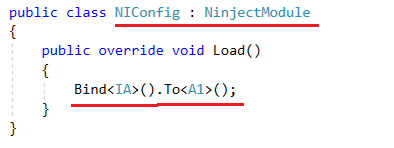 public class NIConfig : NinjectModule
{
public override void Load()
{
Bind<IA>().To<A1>();
}
}